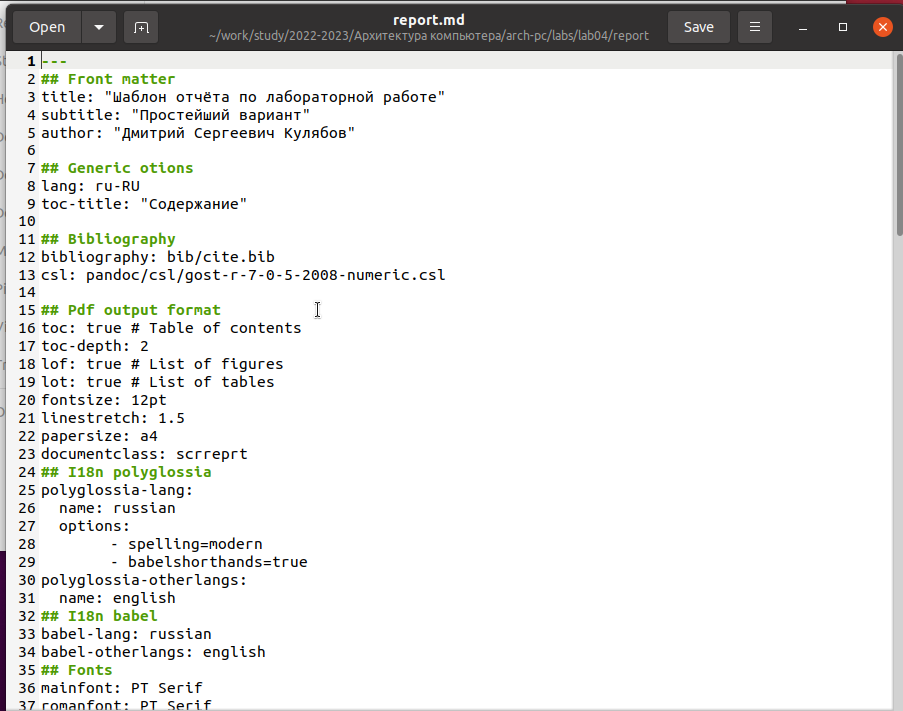 Open
report.md
~/work/study/2022-2023/Архитектура компьютера/arch-pc/labs/lab04/report
Save
1 ---
2 ## Front matter
3 title: "Шаблон отчёта по лабораторной работе"
4 subtitle: "Простейший вариант"
5 author: "Дмитрий Сергеевич Кулябов"
6
7 ## Generic otions
8 lang: ru-RU
9 toc-title: "Содержание"
10
11 ## Bibliography
12 bibliography: bib/cite.bib
13 csl: pandoc/csl/gost-r-7-0-5-2008-numeric.csl
14
15 ## Pdf output format
16 toc: true # Table of contents
17 toc-depth: 2
18 lof: true # List of figures
19 lot: true # List of tables
20 fontsize: 12pt
21 linestretch: 1.5
22 papersize: a4
23 documentclass: scrreprt
24 ## I18n polyglossia
25 polyglossia-lang:
26   name: russian
27   options:
28         - spelling=modern
29         - babelshorthands=true
30 polyglossia-otherlangs:
31   name: english
32 ## I18n babel
33 babel-lang: russian
34 babel-otherlangs: english
35 ## Fonts
36 mainfont: PT Serif
37 romanfont: PT Serif